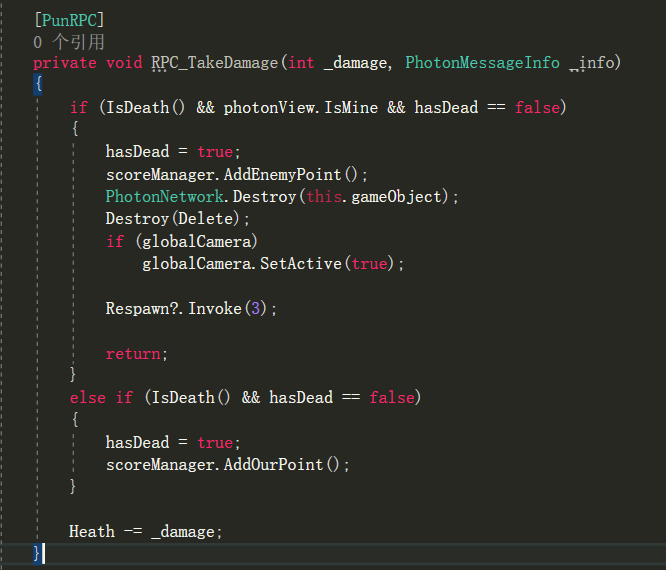 [PunRPC]
0 个引用
private void RPC_TakeDamage(int _damage, PhotonMessageInfo _info)
{
if (IsDeath() && photonView.IsMine && hasDead == false)
{
hasDead = true;
scoreManager.AddEnemyPoint();
PhotonNetwork.Destroy(this.gameObject);
Destroy(Delete);
if (globalCamera)
globalCamera.SetActive(true);
Respawn?.Invoke(3);
return;
}
else if (IsDeath() && hasDead == false)
{
hasDead = true;
scoreManager.AddOurPoint();
}
Heath -= _damage;
}